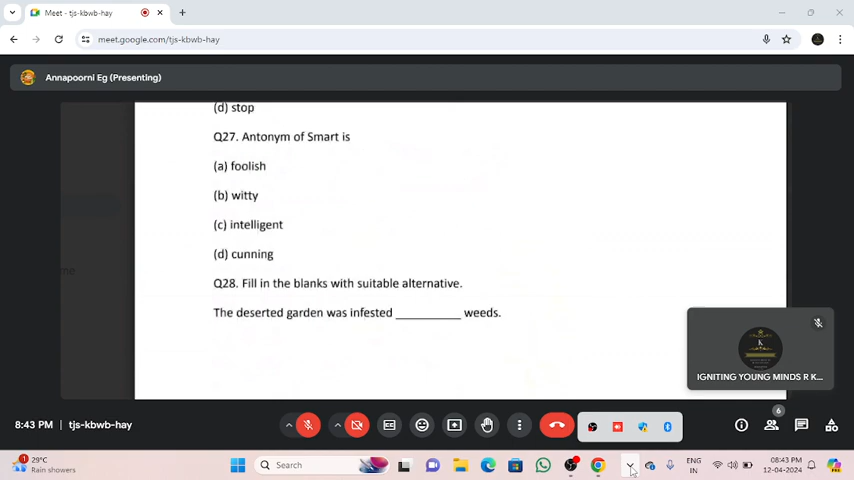 Meet - tjs-kbwb-hay
meet.google.com/tjs-kbwb-hay
Annapoorni Eg (Presenting)
(d) stop
Q27. Antonym of Smart is
(a) foolish
(b) witty
(c) intelligent
(d) cunning
Q28. Fill in the blanks with suitable alternative.
The deserted garden was infested __________ weeds.
K
IGNITING YOUNG MINDS R K...
8:43 PM | tjs-kbwb-hay
6
29°C
Rain showers
Search
ENG
IN
08:43 PM
12-04-2024